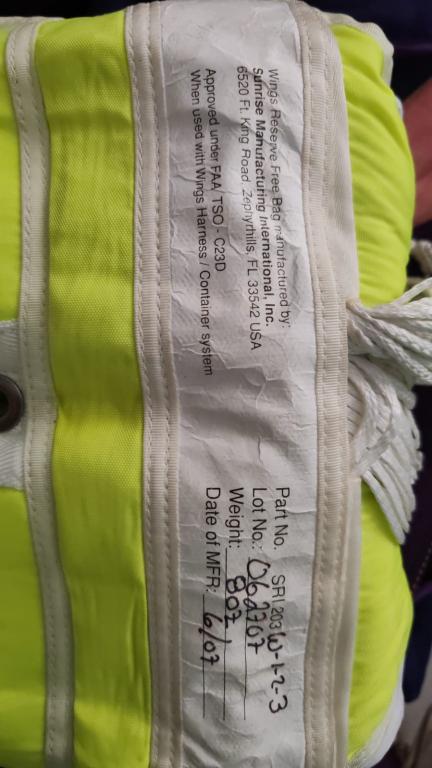 Wings Reserve Free Bag manufactured by:
Sunrise Manufacturing International, Inc.
6520 Ft. King Road, Zephyrhills, FL 33542 USA
Approved under FAA TSO - C23D
When used with Wings Harness / Container system
Part No. SRI 203 W-1-2-3
Lot No.: 062707
Weight: 8oz
Date of MFR: 6/07